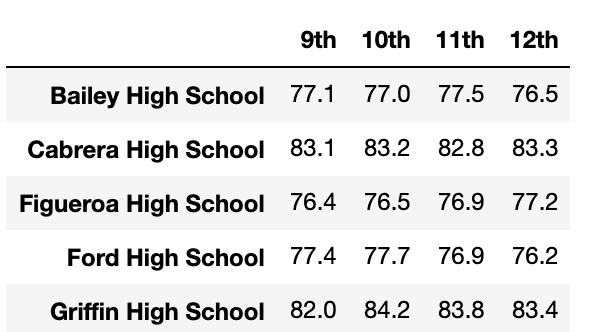 9th 10th 11th 12th
Bailey High School 77.1 77.0 77.5 76.5
Cabrera High School 83.1 83.2 82.8 83.3
Figueroa High School 76.4 76.5 76.9 77.2
Ford High School 77.4 77.7 76.9 76.2
Griffin High School 82.0 84.2 83.8 83.4